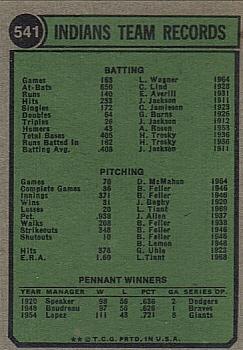 541 INDIANS TEAM RECORDS
BATTING
Games 163 L. Wagner 1964
At-Bats 650 C. Lind 1928
Runs 140 E. Averill 1931
Hits 233 J. Jackson 1911
Singles 172 C. Jamieson 1923
Doubles 64 G. Burns 1926
Triples 26 J. Jackson 1912
Homers 43 A. Rosen 1953
Total Bases 405 H. Trosky 1936
Runs Batted In 162 H. Trosky 1936
Batting Avg. .408 J. Jackson 1911
PITCHING
Games 70 D. McMahon 1964
Complete Games 36 B. Feller 1946
Innings 371 B. Feller 1946
Wins 31 J. Bagby 1920
Losses 20 L. Tiant 1969
Pct. .938 J. Allen 1937
Walks 208 B. Feller 1938
Strikeouts 348 B. Feller 1946
Shutouts 10 B. Feller 1946
B. Lemon 1948
Hits 378 G. Uhle 1923
E.R.A. 1.60 L. Tiant 1968
PENNANT WINNERS
YEAR MANAGER W L PCT GA SERIES OP.
1920 Speaker 98 56 .636 2 Dodgers
1948 Boudreau 97 58 .626 1 Braves
1954 Lopez 111 43 .721 8 Giants
★★ © T.C.G. PRTD. IN U.S.A.